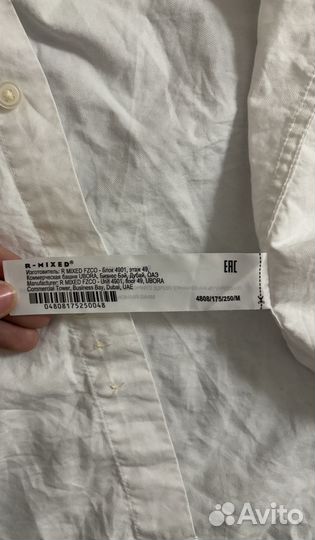 R-MIXED®
Изготовитель: R MIXED FZCO - Блок 4901, этаж 49,
Коммерческая башня UBORA, Бизнес Бэй, Дубай, ОАЭ
Manufacturer: R MIXED FZCO - Unit 4901, floor 49, UBORA
Commercial Tower, Business Bay, Dubai, UAE
04808175250048
EAC
4808/175/250/M
Avito